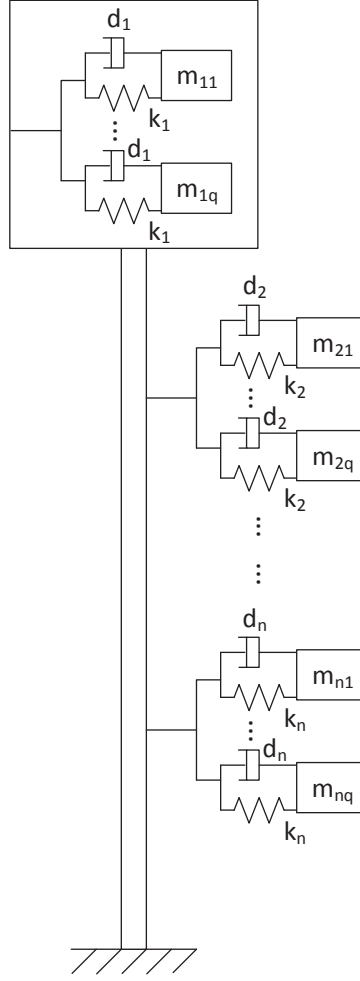 d₁
m₁₁
k₁
d₁
m₁q
k₁
d₂
m₂₁
k₂
d₂
m₂q
k₂
dₙ
mₙ₁
kₙ
dₙ
mₙq
kₙ